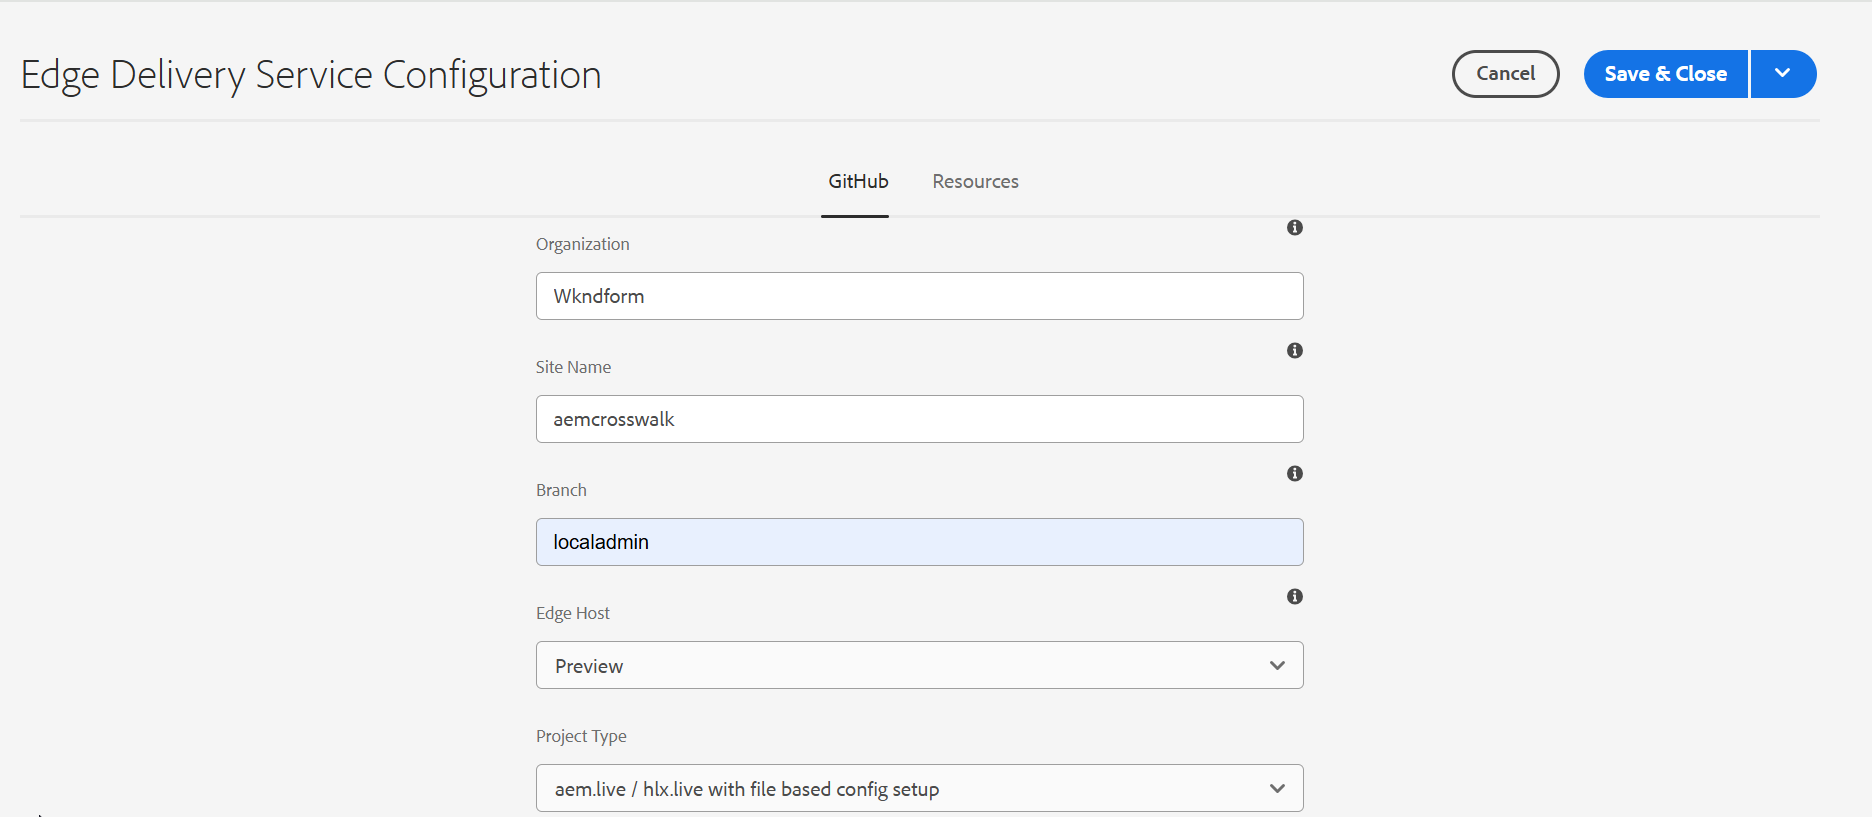 Edge Delivery Service Configuration
Cancel
Save & Close
GitHub
Resources
Organization
Wkndform
Site Name
aemcrosswalk
Branch
localadmin
Edge Host
Preview
Project Type
aem.live / hlx.live with file based config setup